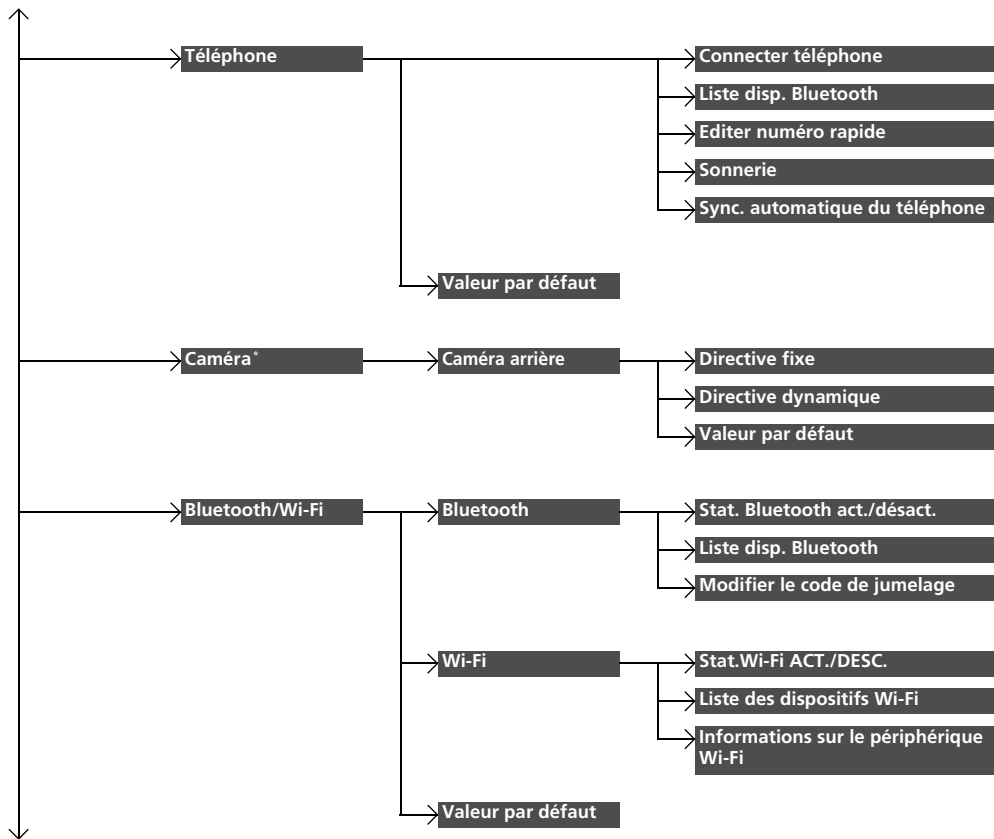 Téléphone
Connecter téléphone
Liste disp. Bluetooth
Editer numéro rapide
Sonnerie
Sync. automatique du téléphone
Valeur par défaut
Caméra*
Caméra arrière
Directive fixe
Directive dynamique
Valeur par défaut
Bluetooth/Wi-Fi
Bluetooth
Stat. Bluetooth act./désact.
Liste disp. Bluetooth
Modifier le code de jumelage
Wi-Fi
Stat.Wi-Fi ACT./DESC.
Liste des dispositifs Wi-Fi
Informations sur le périphérique
Wi-Fi
Valeur par défaut